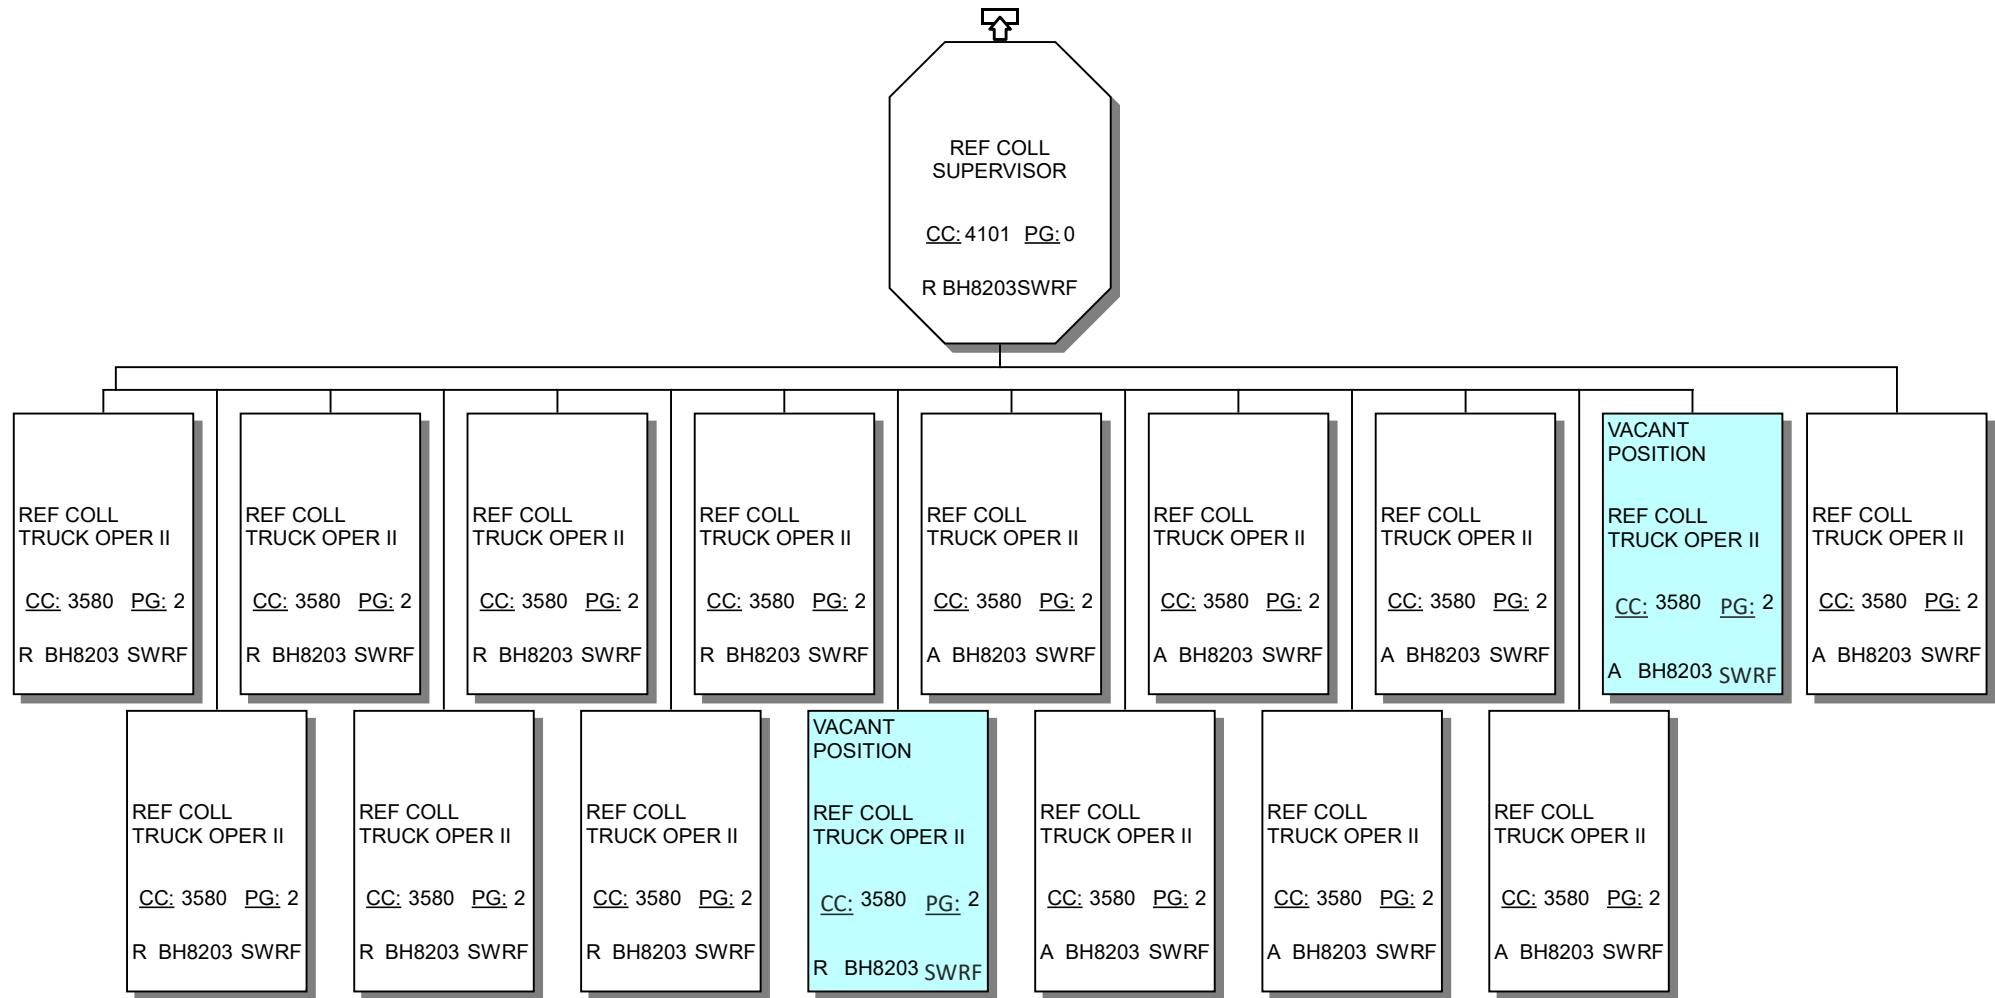 REF COLL
SUPERVISOR
CC: 4101 PG: 0
R BH8203SWRF
REF COLL
TRUCK OPER II
CC: 3580 PG: 2
R BH8203 SWRF
REF COLL
TRUCK OPER II
CC: 3580 PG: 2
R BH8203 SWRF
REF COLL
TRUCK OPER II
CC: 3580 PG: 2
R BH8203 SWRF
REF COLL
TRUCK OPER II
CC: 3580 PG: 2
R BH8203 SWRF
REF COLL
TRUCK OPER II
CC: 3580 PG: 2
A BH8203 SWRF
REF COLL
TRUCK OPER II
CC: 3580 PG: 2
A BH8203 SWRF
REF COLL
TRUCK OPER II
CC: 3580 PG: 2
A BH8203 SWRF
VACANT
POSITION
REF COLL
TRUCK OPER II
CC: 3580 PG: 2
A BH8203 SWRF
REF COLL
TRUCK OPER II
CC: 3580 PG: 2
A BH8203 SWRF
REF COLL
TRUCK OPER II
CC: 3580 PG: 2
R BH8203 SWRF
REF COLL
TRUCK OPER II
CC: 3580 PG: 2
R BH8203 SWRF
REF COLL
TRUCK OPER II
CC: 3580 PG: 2
R BH8203 SWRF
VACANT
POSITION
REF COLL
TRUCK OPER II
CC: 3580 PG: 2
R BH8203 SWRF
REF COLL
TRUCK OPER II
CC: 3580 PG: 2
A BH8203 SWRF
REF COLL
TRUCK OPER II
CC: 3580 PG: 2
A BH8203 SWRF
REF COLL
TRUCK OPER II
CC: 3580 PG: 2
A BH8203 SWRF